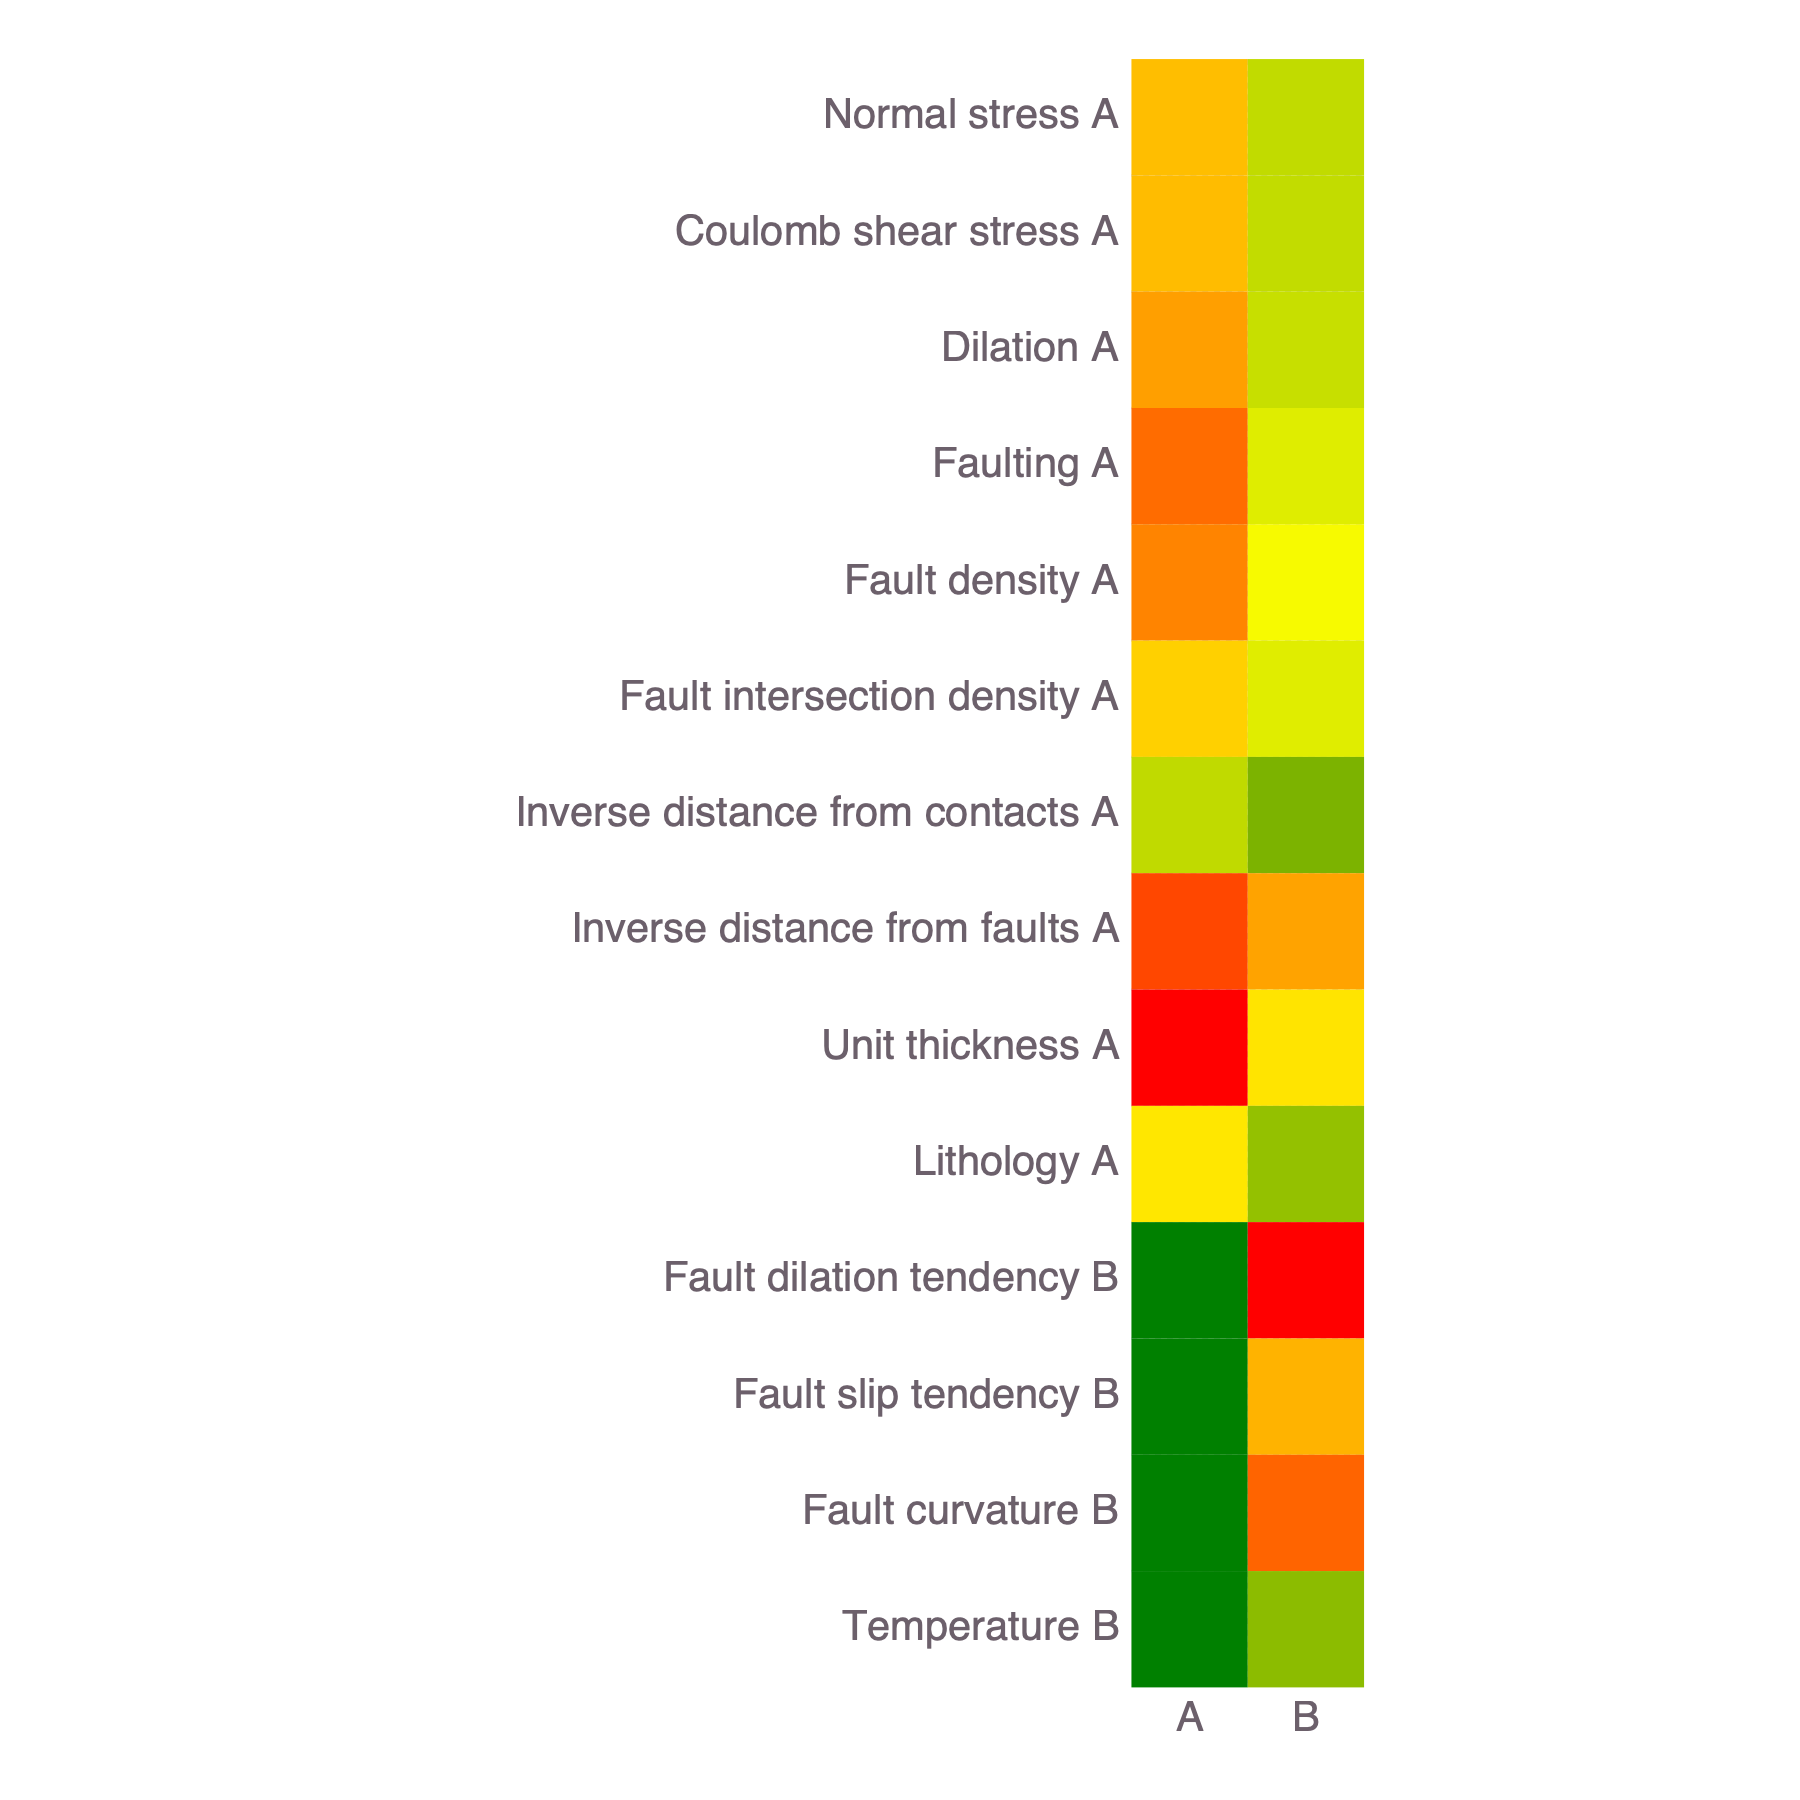 Normal stress A
Coulomb shear stress A
Dilation A
Faulting A
Fault density A
Fault intersection density A
Inverse distance from contacts A
Inverse distance from faults A
Unit thickness A
Lithology A
Fault dilation tendency B
Fault slip tendency B
Fault curvature B
Temperature B
A B